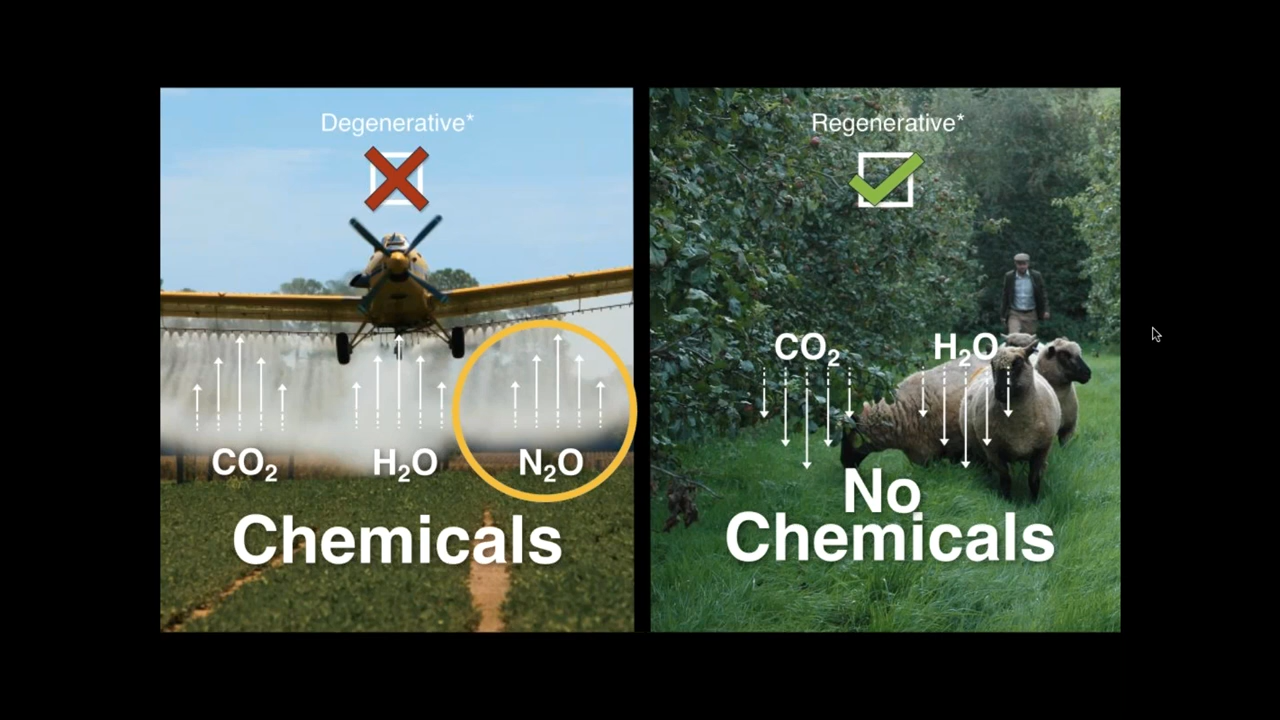 Degenerative*
CO₂ H₂O N₂O
Chemicals
Regenerative*
CO₂ H₂O
No
Chemicals